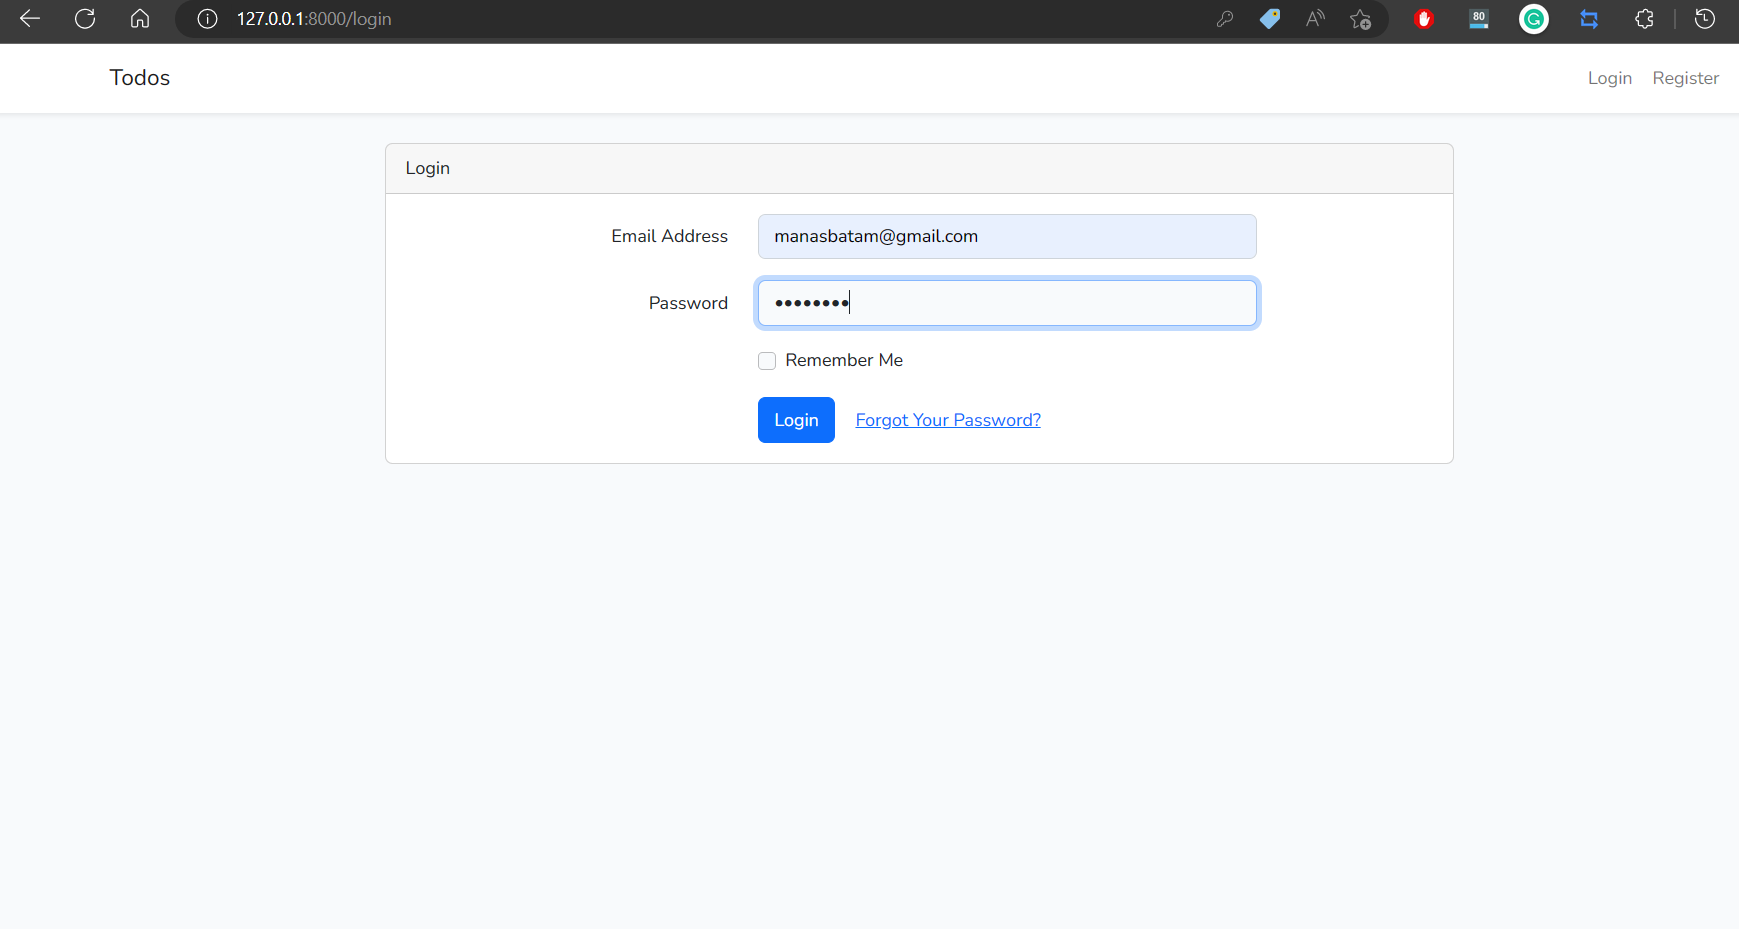 127.0.0.1:8000/login
80
Todos
Login Register
Login
Email Address manasbatam@gmail.com
Password ••••••••
Remember Me
Login Forgot Your Password?